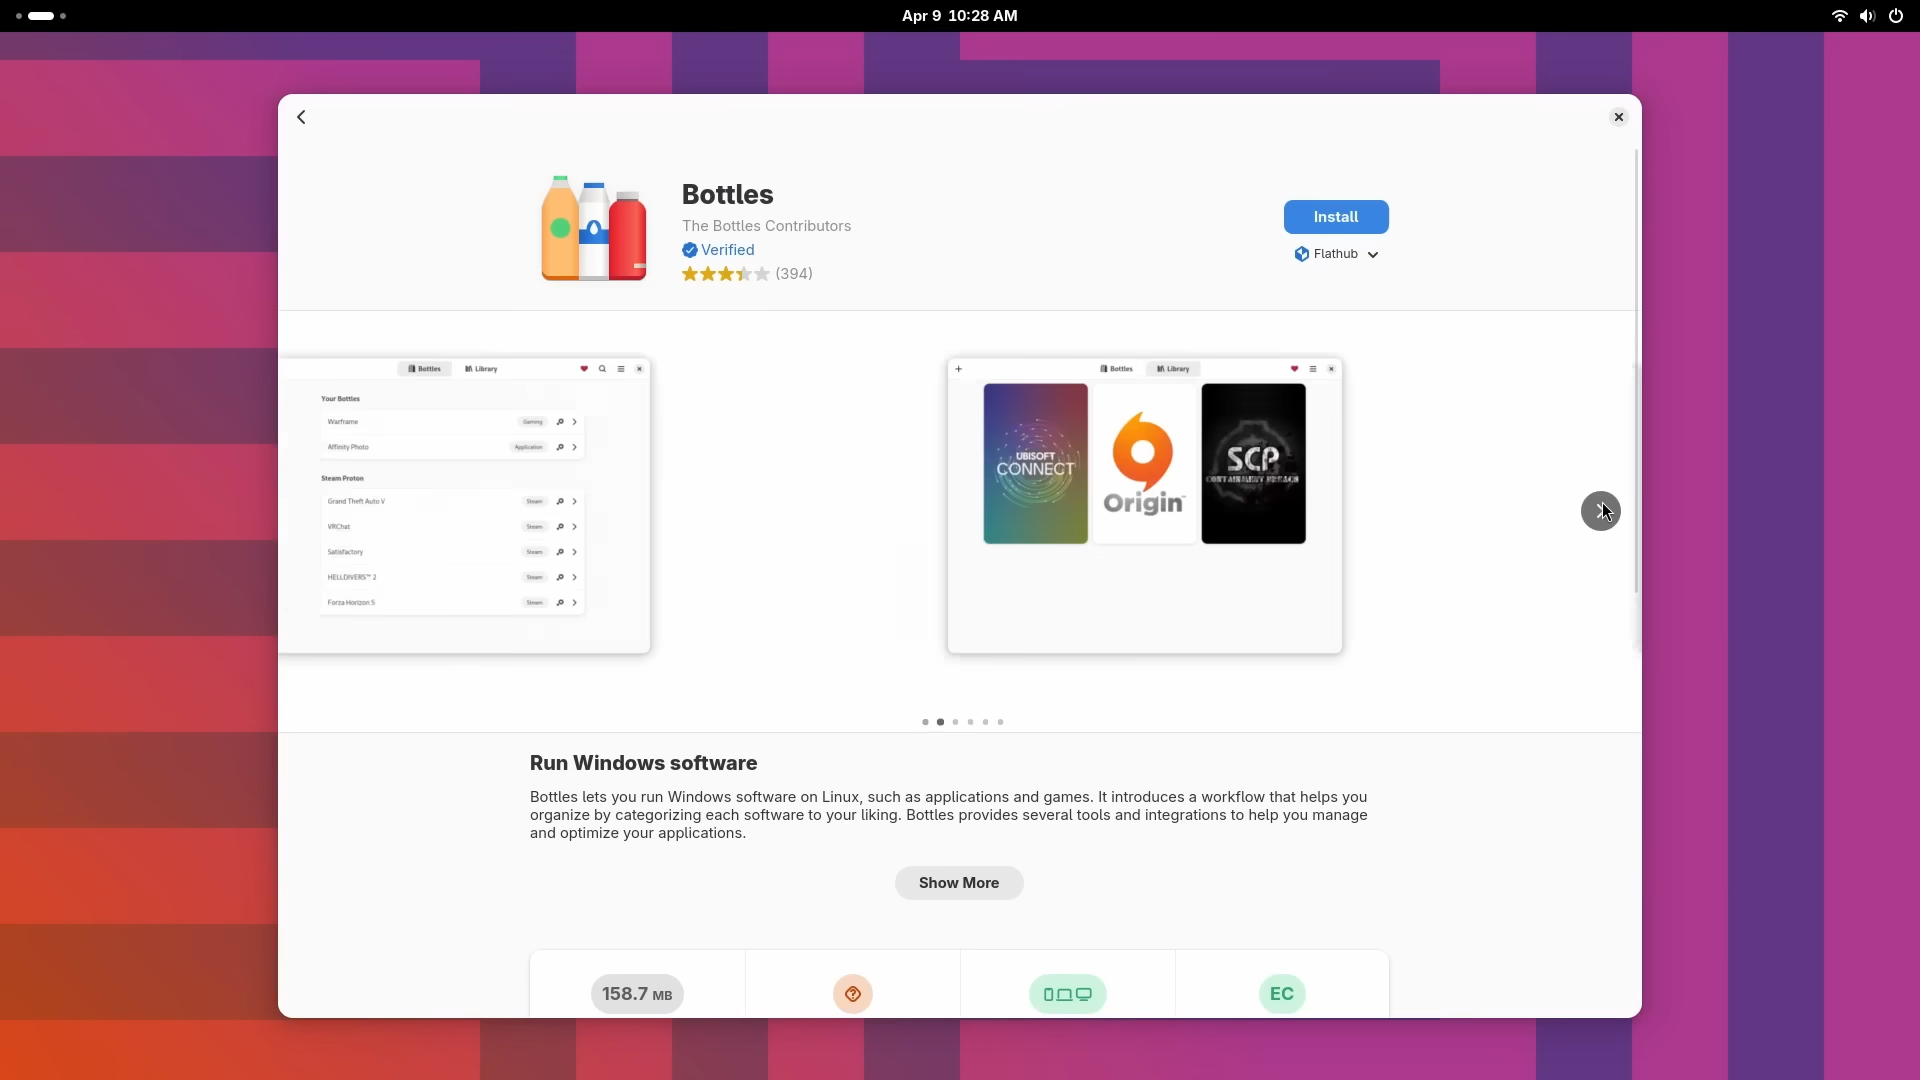 Apr 9 10:28 AM
Bottles
The Bottles Contributors
Verified
(394)
Install
Flathub
Bottles Library
Your Bottles
Warframe Gaming
Affinity Photo Application
Steam Proton
Grand Theft Auto V Steam
VRChat Steam
Satisfactory Steam
HELLDIVERS™ 2 Steam
Forza Horizon 5 Steam
Bottles Library
UBISOFT
CONNECT
Origin™
SCP
CONTAINMENT BREACH
Run Windows software
Bottles lets you run Windows software on Linux, such as applications and games. It introduces a workflow that helps you
organize by categorizing each software to your liking. Bottles provides several tools and integrations to help you manage
and optimize your applications.
Show More
158.7 MB
EC